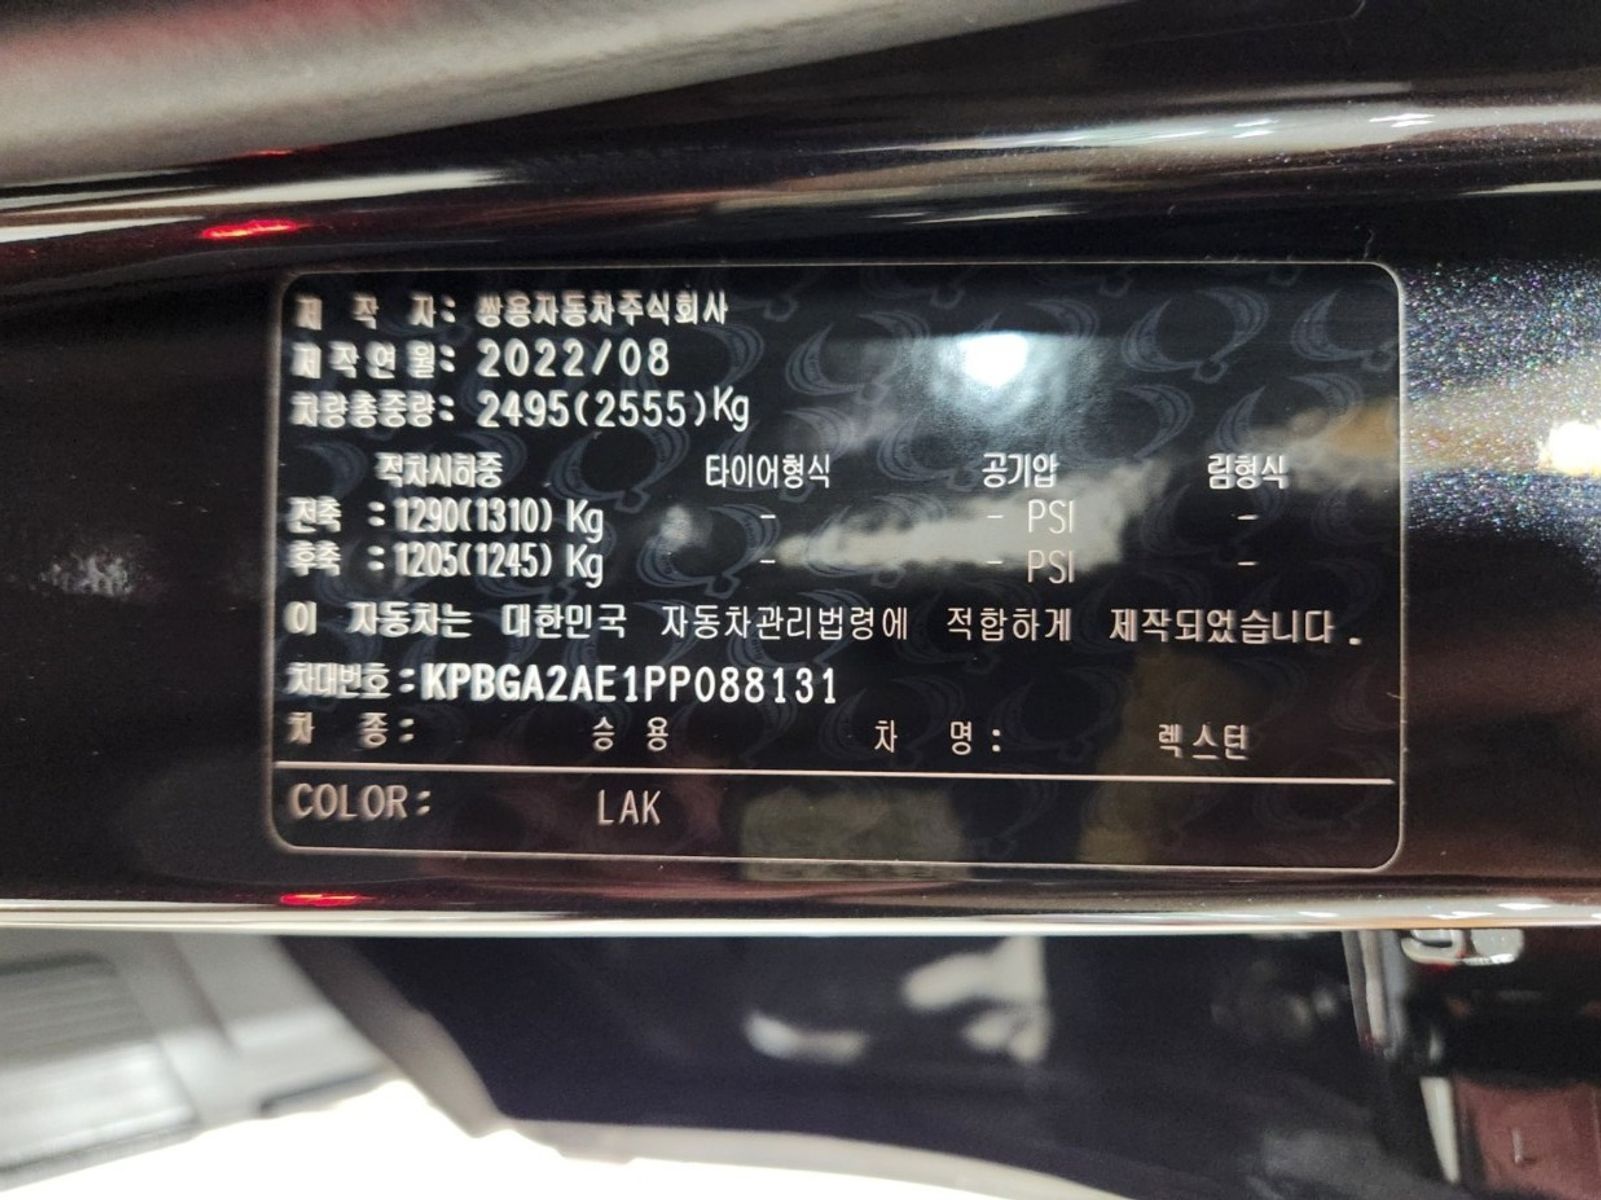 제 작 자: 쌍용자동차주식회사
제작연월: 2022/08
차량총중량: 2495(2555)Kg
적차시하중 타이어형식 공기압 림형식
전축 :1290(1310) Kg - - PSI -
후축 :1205(1245) Kg - - PSI -
이 자동차는 대한민국 자동차관리법령에 적합하게 제작되었습니다.
차대번호:KPBGA2AE1PP088131
차 종: 승 용 차 명: 렉스턴
COLOR: LAK